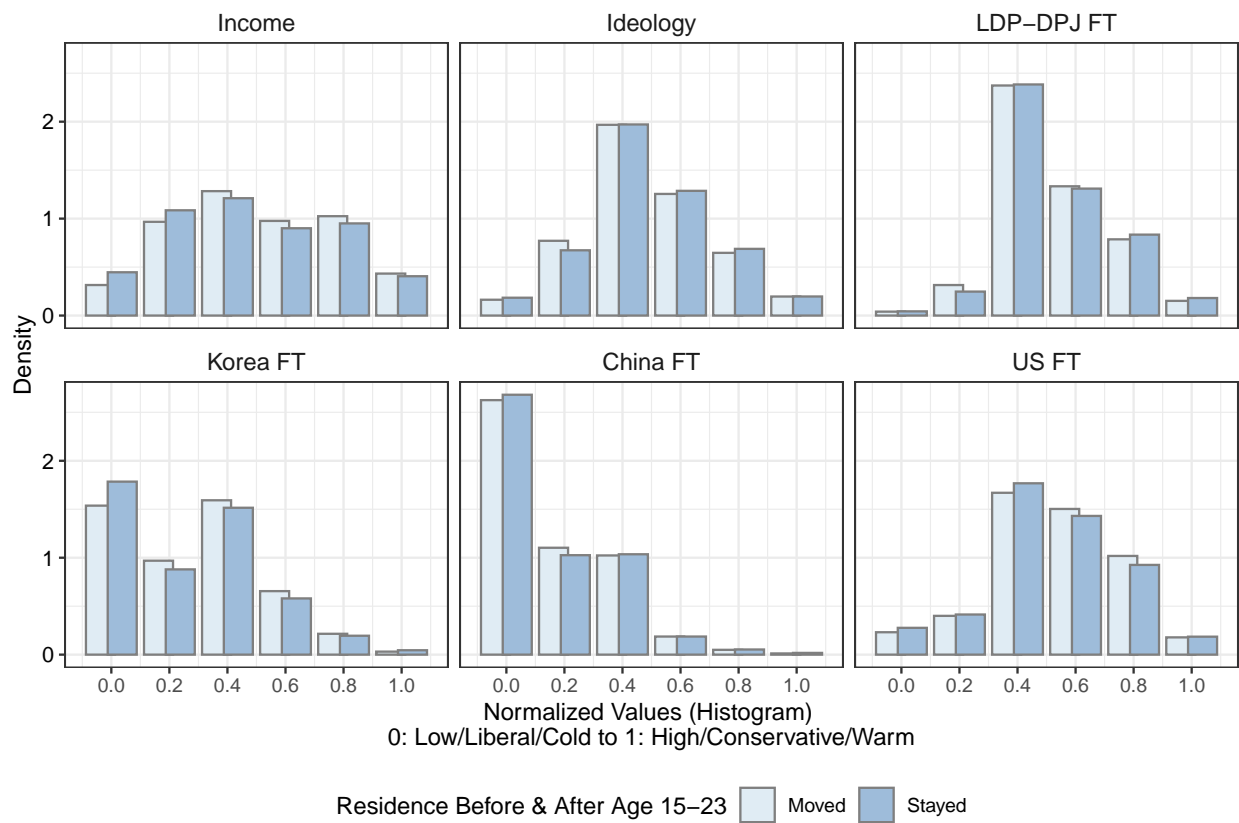 Income Ideology LDP−DPJ FT
2
1
0
Korea FT China FT US FT
2
1
0
Density
0.0 0.2 0.4 0.6 0.8 1.0 0.0 0.2 0.4 0.6 0.8 1.0 0.0 0.2 0.4 0.6 0.8 1.0
Normalized Values (Histogram)
0: Low/Liberal/Cold to 1: High/Conservative/Warm
Residence Before & After Age 15−23 Moved Stayed